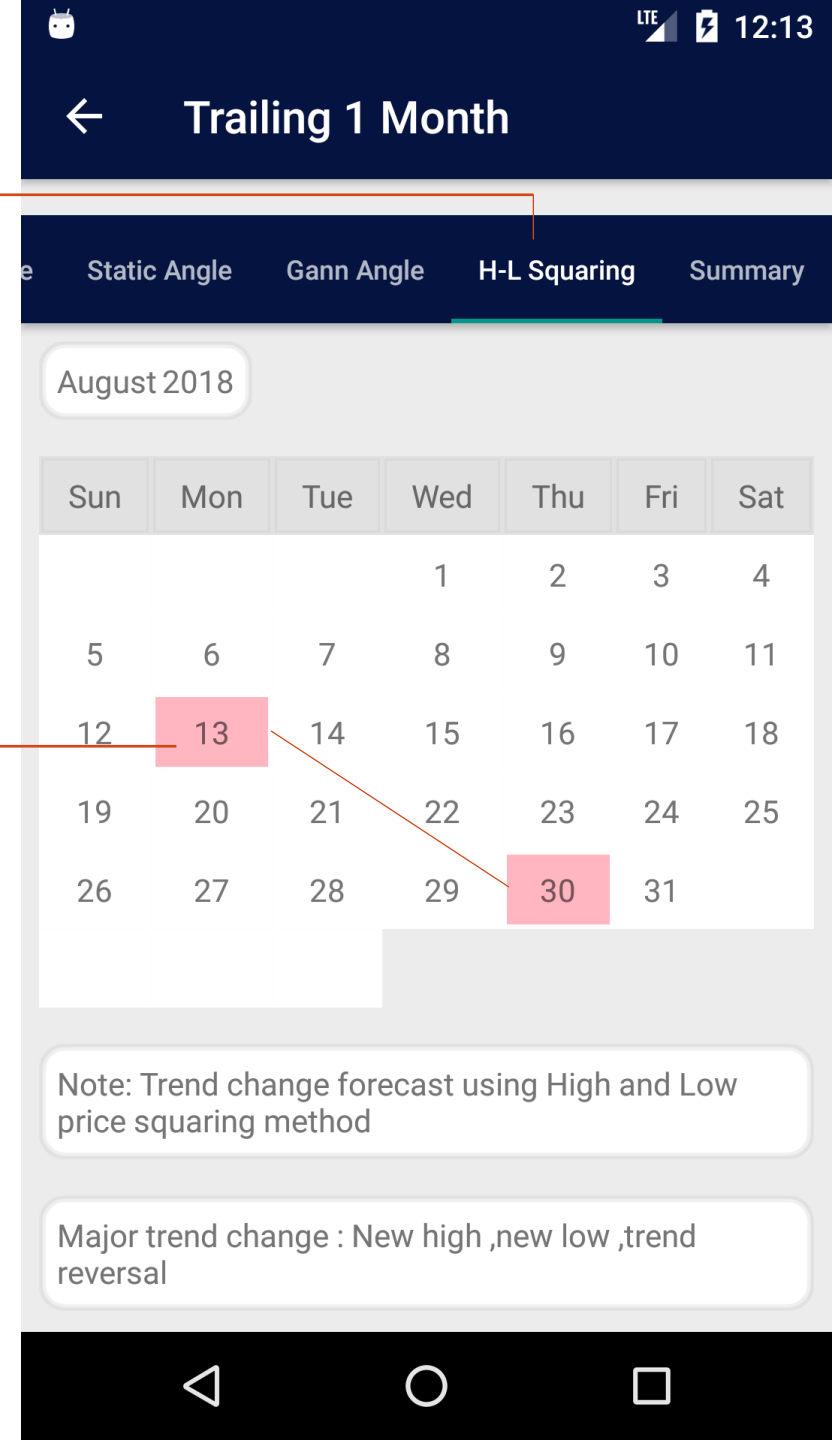 LTE 12:13
Trailing 1 Month
e Static Angle Gann Angle H-L Squaring Summary
August 2018
Sun Mon Tue Wed Thu Fri Sat
1 2 3 4
5 6 7 8 9 10 11
12 13 14 15 16 17 18
19 20 21 22 23 24 25
26 27 28 29 30 31
Note: Trend change forecast using High and Low
price squaring method
Major trend change : New high ,new low ,trend
reversal